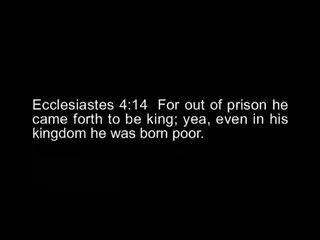 Ecclesiastes 4:14  For out of prison he
came forth to be king; yea, even in his
kingdom he was born poor.